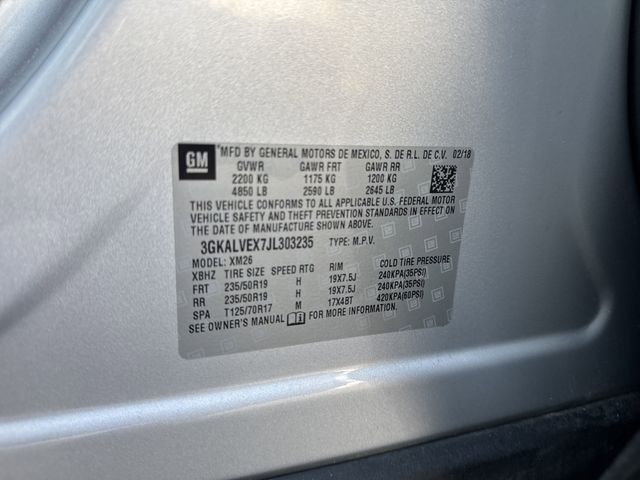 GM
*MFD BY GENERAL MOTORS DE MEXICO, S. DE R.L. DE C.V. 02/18
GVWR GAWR FRT GAWR RR
2200 KG 1175 KG 1200 KG
4850 LB 2590 LB 2645 LB
THIS VEHICLE CONFORMS TO ALL APPLICABLE U.S. FEDERAL MOTOR
VEHICLE SAFETY AND THEFT PREVENTION STANDARDS IN EFFECT
ON THE DATE OF MANUFACTURE SHOWN ABOVE.
3GKALVEX7JL303235 TYPE: M.P.V.
MODEL: XM26
XBHZ TIRE SIZE SPEED RTG RIM COLD TIRE PRESSURE
FRT 235/50R19 H 19X7.5J 240KPA(35PSI)
RR 235/50R19 H 19X7.5J 240KPA(35PSI)
SPA T125/70R17 M 17X4BT 420KPA(60PSI)
SEE OWNER'S MANUAL FOR MORE INFORMATION